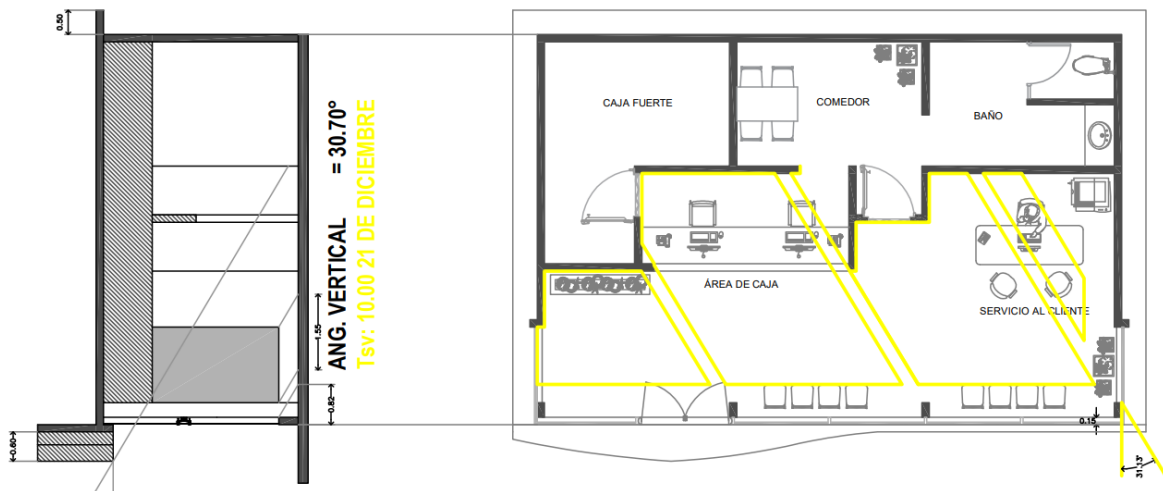 0.50
ANG. VERTICAL = 30.70°
Tsv: 10.00 21 DE DICIEMBRE
1.55
0.82
0.60
CAJA FUERTE
COMEDOR
BAÑO
ÁREA DE CAJA
SERVICIO AL CLIENTE
0.15
31.13°